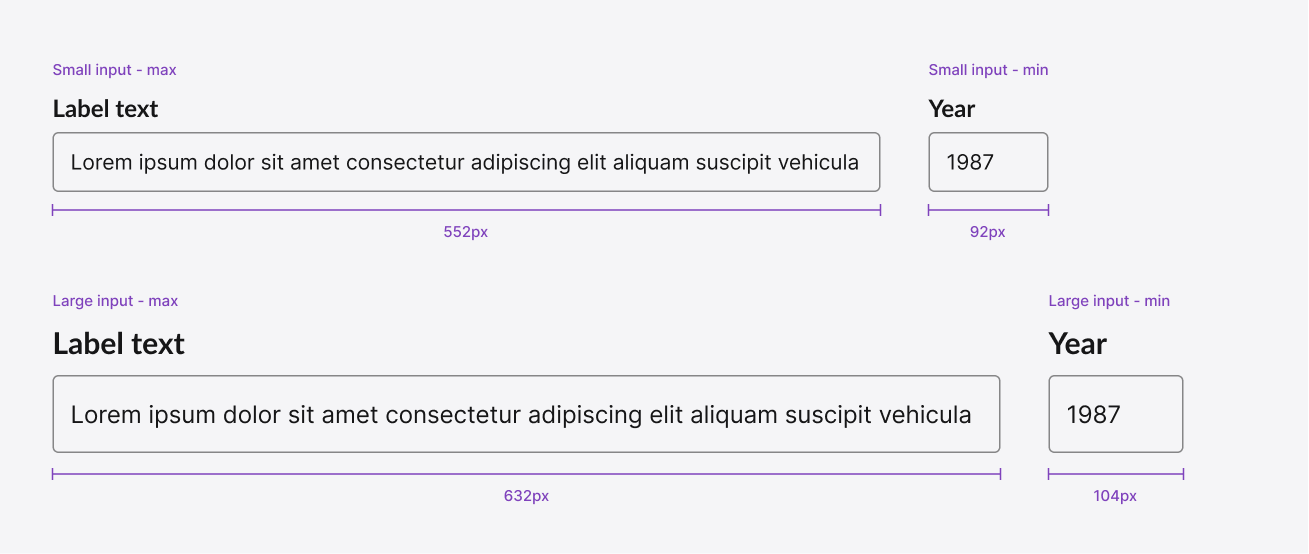 Small input - max
Label text
Lorem ipsum dolor sit amet consectetur adipiscing elit aliquam suscipit vehicula
552px
Small input - min
Year
1987
92px
Large input - max
Label text
Lorem ipsum dolor sit amet consectetur adipiscing elit aliquam suscipit vehicula
632px
Large input - min
Year
1987
104px